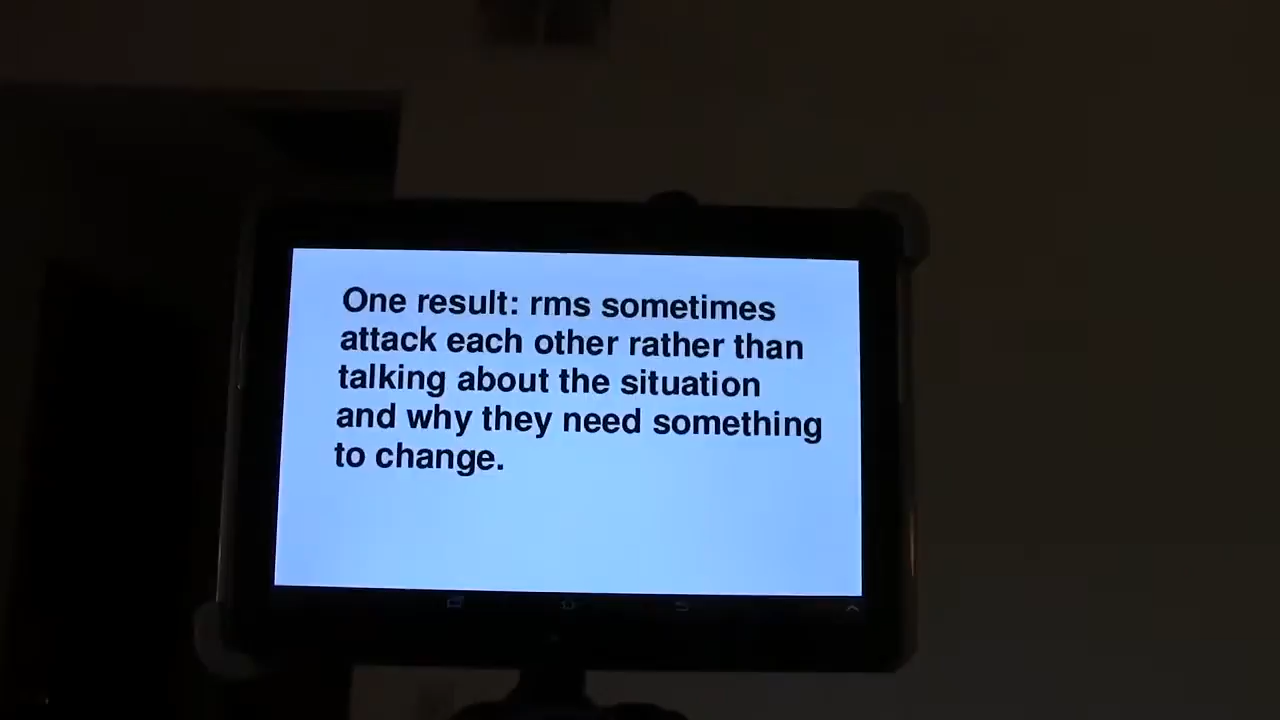 One result: rms sometimes
attack each other rather than
talking about the situation
and why they need something
to change.